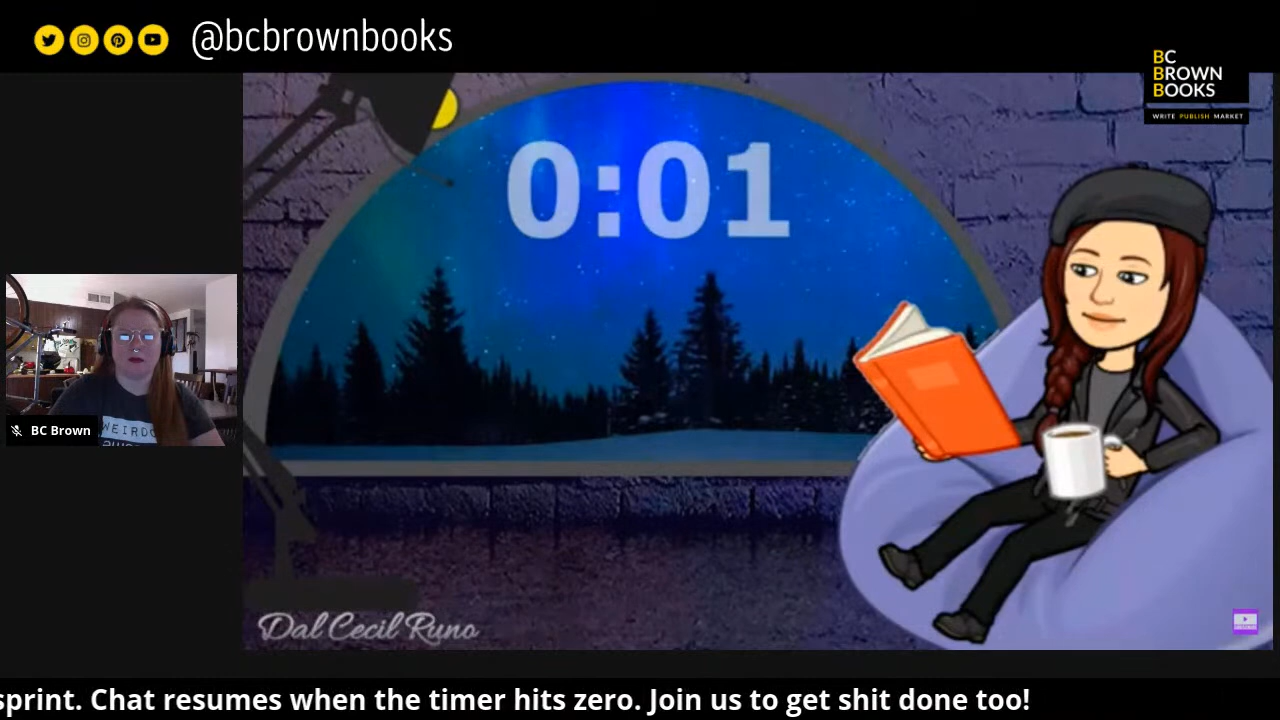 @bcbrownbooks
BC
BROWN
BOOKS
WRITE PUBLISH MARKET
0:01
BC Brown
WEIRDO
Dal Cecil Runo
sprint. Chat resumes when the timer hits zero. Join us to get shit done too!